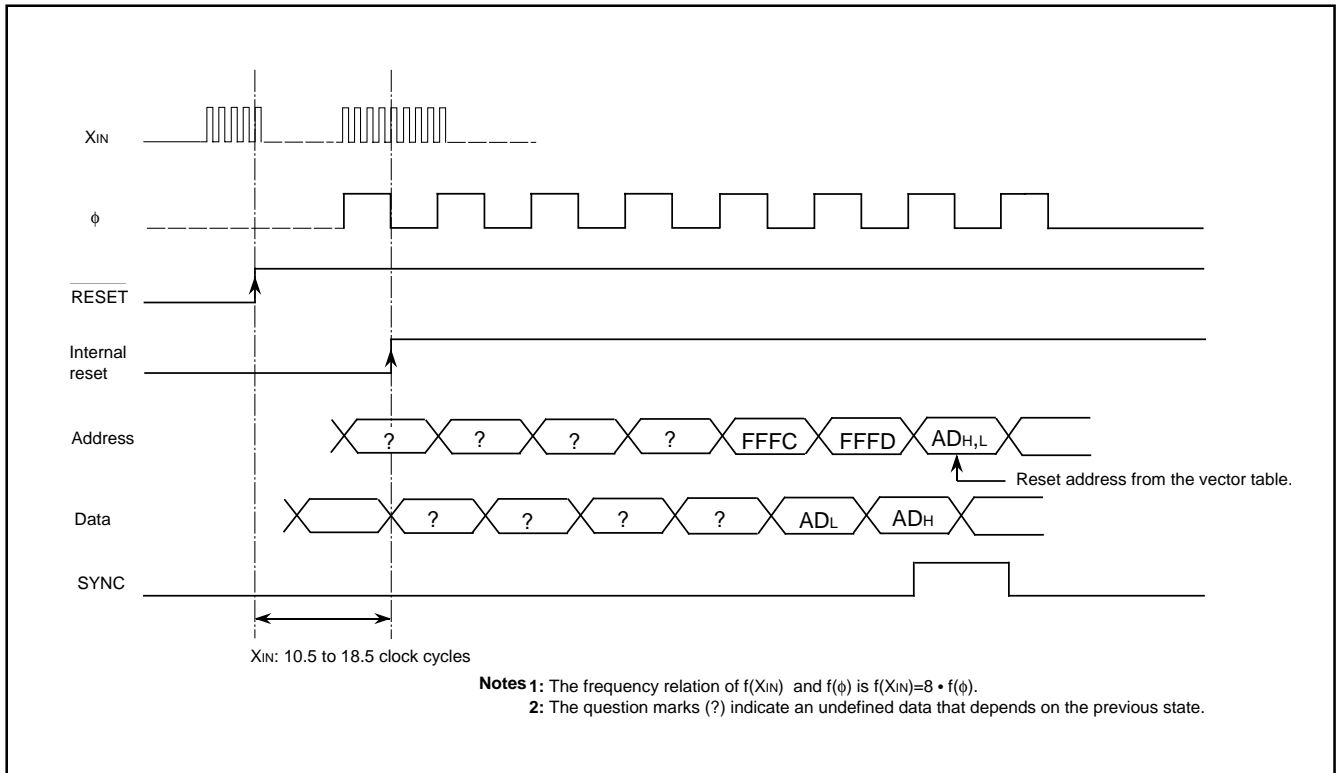 XIN
ϕ
RESET
Internal
reset
Address
? ? ? ? FFFC FFFD ADH,L
Reset address from the vector table.
Data
? ? ? ? ADL ADH
SYNC
XIN: 10.5 to 18.5 clock cycles
Notes 1: The frequency relation of f(XIN) and f(ϕ) is f(XIN)=8 • f(ϕ).
2: The question marks (?) indicate an undefined data that depends on the previous state.